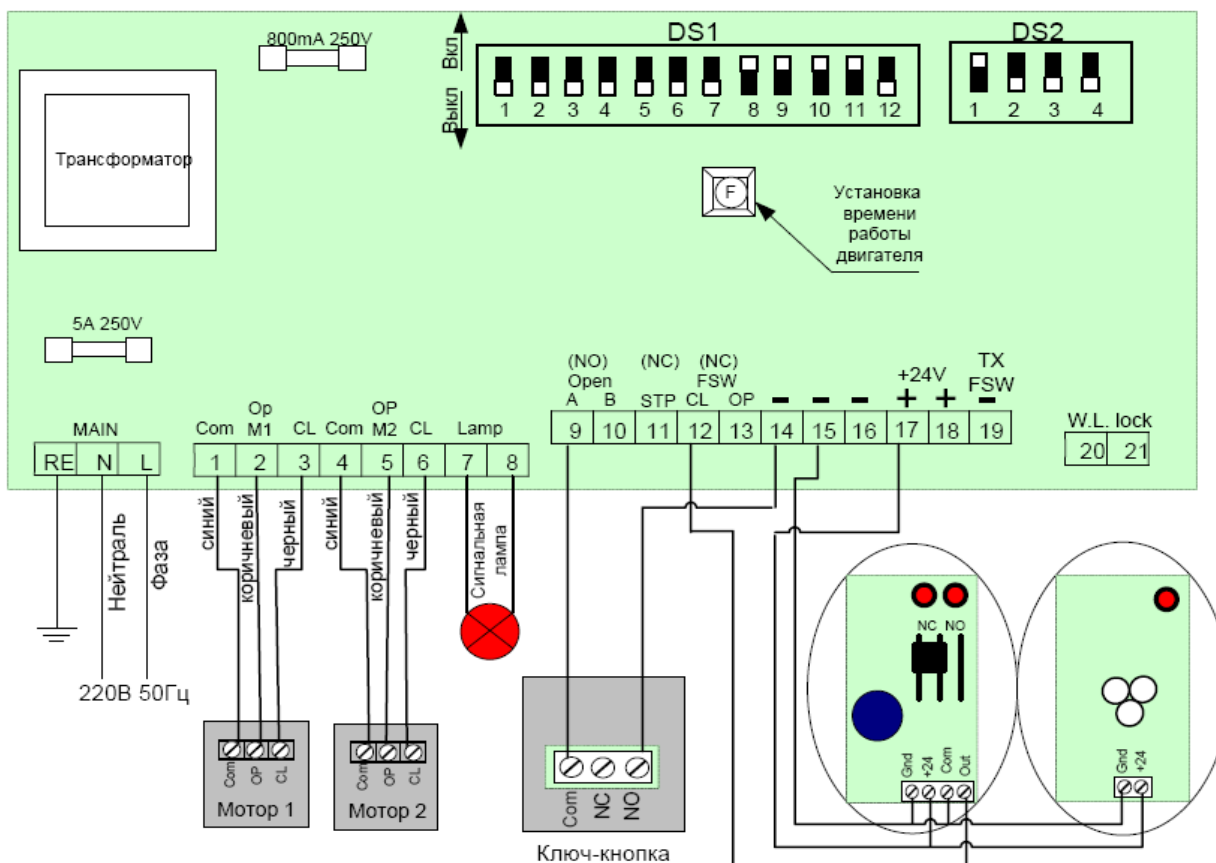 800mA 250V
Вкл
Выкл
DS1
1 2 3 4 5 6 7 8 9 10 11 12
DS2
1 2 3 4
Трансформатор
F
Установка
времени
работы
двигателя
5A 250V
MAIN
RE N L
Op OP
Com M1 CL Com M2 CL Lamp
1 2 3 4 5 6 7 8
(NO) (NC) (NC) TX
Open FSW +24V FSW
A B STP CL OP - - - + + -
9 10 11 12 13 14 15 16 17 18 19
W.L. lock
20 21
Нейтраль
Фаза
220В 50Гц
синий
коричневый
черный
синий
коричневый
черный
Сигнальная
лампа
Com OP CL
Мотор 1
Com OP CL
Мотор 2
Com NC NO
Ключ-кнопка
NC NO
Gnd +24 Com Out
Gnd +24